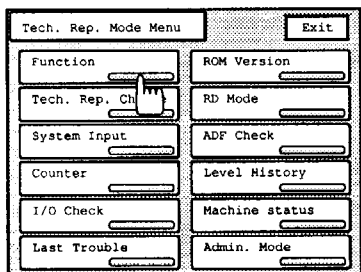 Tech. Rep. Mode Menu
Exit
Function
ROM Version
Tech. Rep.
RD Mode
System Input
ADF Check
Counter
Level History
I/O Check
Machine status
Last Trouble
Admin. Mode